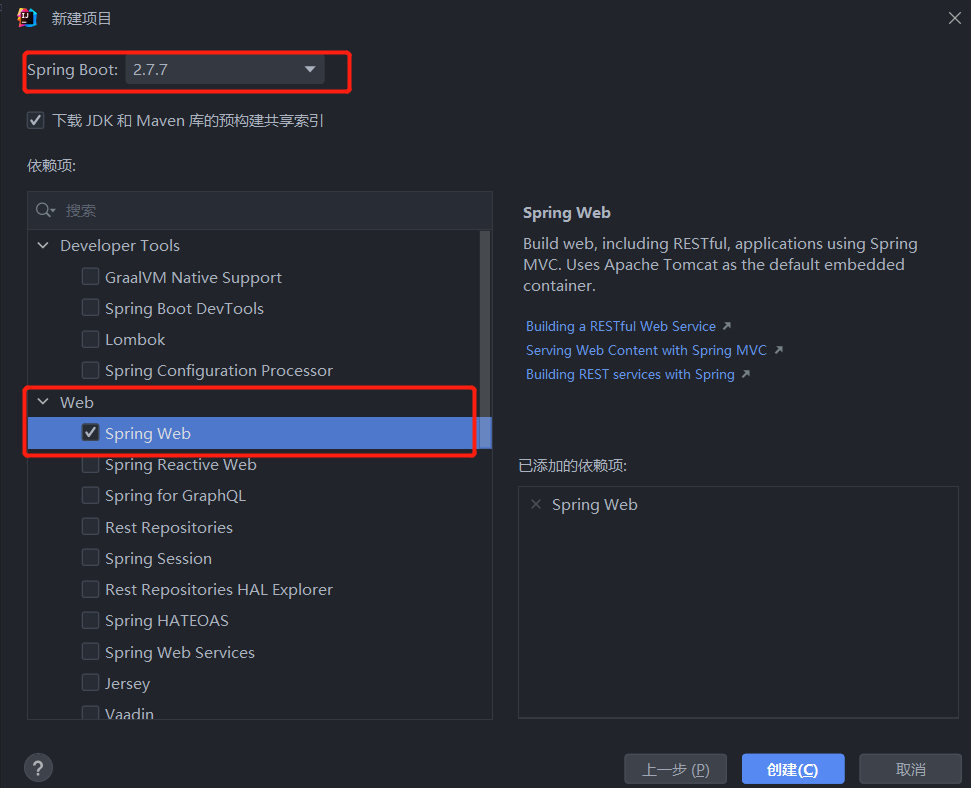 新建项目
Spring Boot: 2.7.7
下载 JDK 和 Maven 库的预构建共享索引
依赖项:
搜索
Developer Tools
GraalVM Native Support
Spring Boot DevTools
Lombok
Spring Configuration Processor
Web
Spring Web
Spring Reactive Web
Spring for GraphQL
Rest Repositories
Spring Session
Rest Repositories HAL Explorer
Spring HATEOAS
Spring Web Services
Jersey
Vaadin
Spring Web
Build web, including RESTful, applications using Spring
MVC. Uses Apache Tomcat as the default embedded
container.
Building a RESTful Web Service
Serving Web Content with Spring MVC
Building REST services with Spring
已添加的依赖项:
Spring Web
?
上一步 (P)
创建(C)
取消